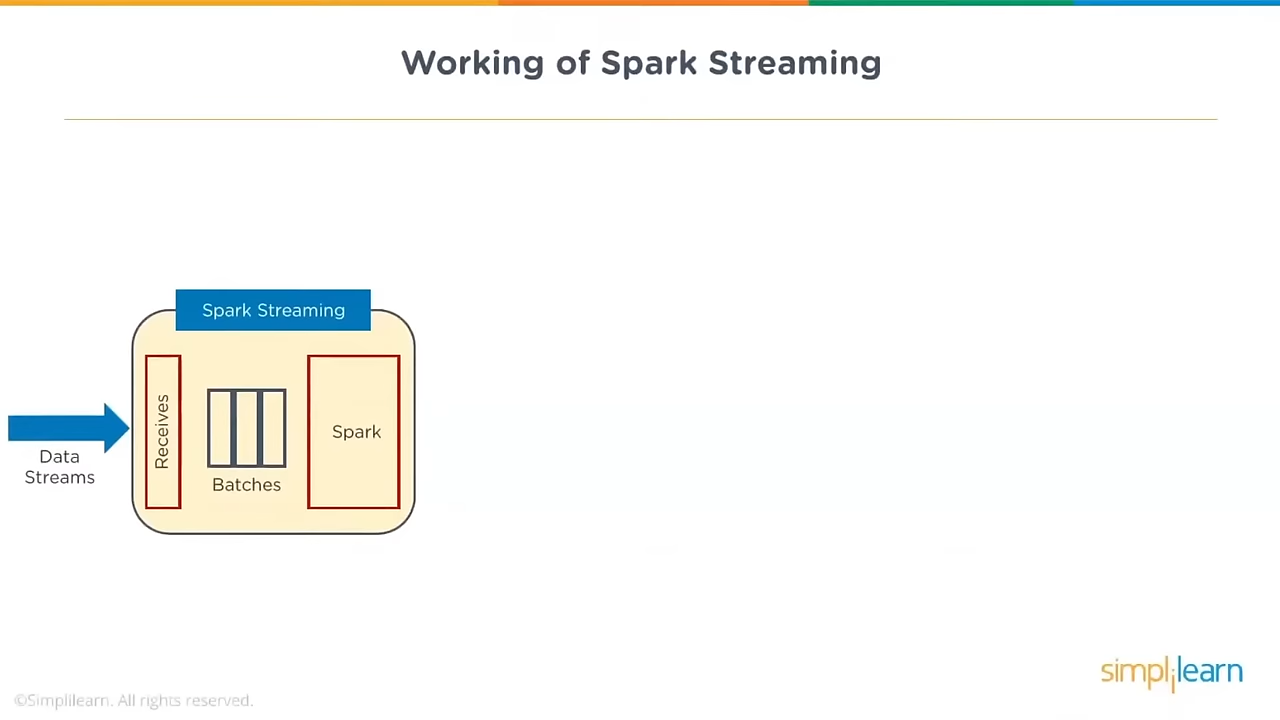 Working of Spark Streaming
Spark Streaming
Receives
Spark
Data
Streams
Batches
simplilearn
©Simplilearn. All rights reserved.